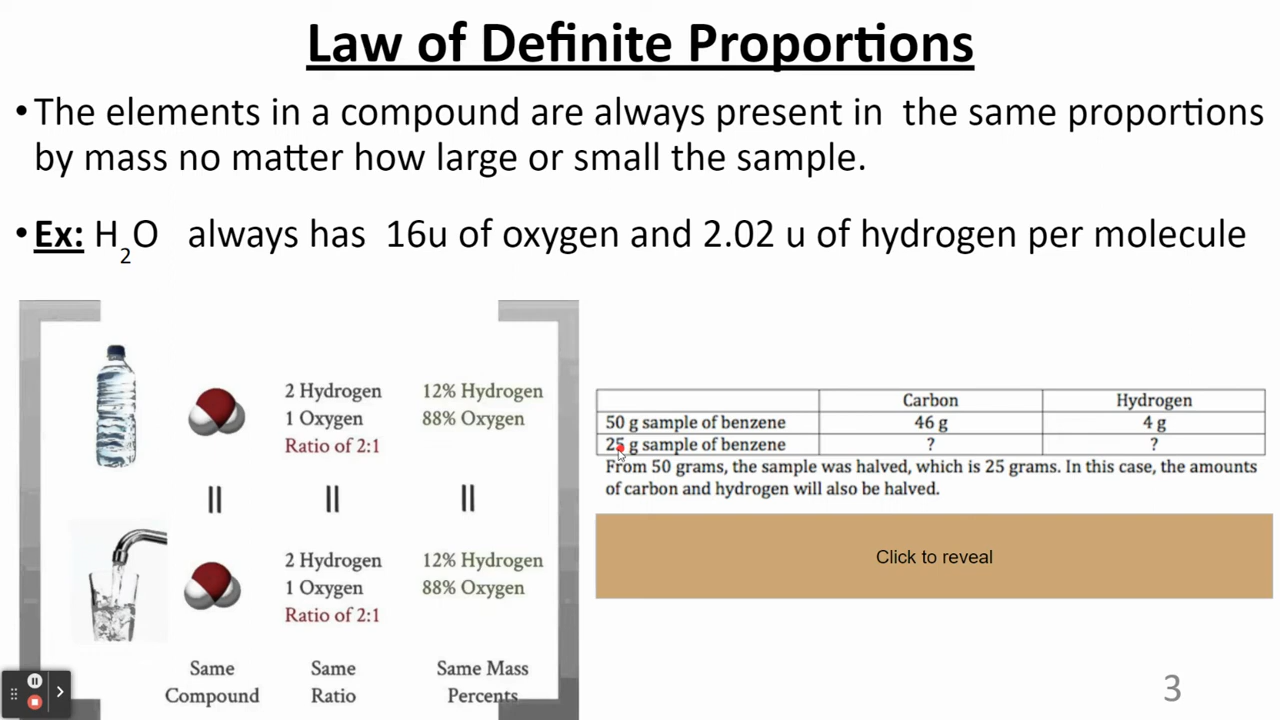 Law of Definite Proportions
•The elements in a compound are always present in the same proportions
by mass no matter how large or small the sample.
•Ex: H₂O always has 16u of oxygen and 2.02 u of hydrogen per molecule
2 Hydrogen
1 Oxygen
Ratio of 2:1
12% Hydrogen
88% Oxygen
=
=
=
2 Hydrogen
1 Oxygen
Ratio of 2:1
12% Hydrogen
88% Oxygen
Same
Compound
Same
Ratio
Same Mass
Percents
Carbon Hydrogen
50 g sample of benzene 46 g 4 g
25 g sample of benzene ? ?
From 50 grams, the sample was halved, which is 25 grams. In this case, the amounts
of carbon and hydrogen will also be halved.
Click to reveal
3